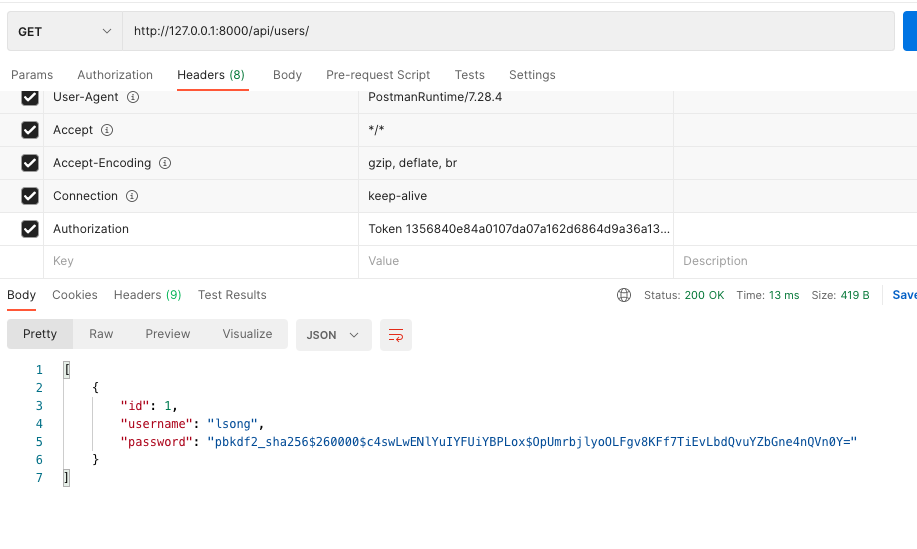 GET http://127.0.0.1:8000/api/users/
Params Authorization Headers (8) Body Pre-request Script Tests Settings
User-Agent PostmanRuntime/7.28.4
Accept */*
Accept-Encoding gzip, deflate, br
Connection keep-alive
Authorization Token 1356840e84a0107da07a162d6864d9a36a13...
Key Value Description
Body Cookies Headers (9) Test Results Status: 200 OK Time: 13 ms Size: 419 B Save
Pretty Raw Preview Visualize JSON
1 [
2 {
3 "id": 1,
4 "username": "lsong",
5 "password": "pbkdf2_sha256$260000$c4swLwENlYuIYFUiYBPLox$OpUmrbjlyoOLFgv8KFf7TiEvLbdQvuYZbGne4nQVn0Y="
6 }
7 ]